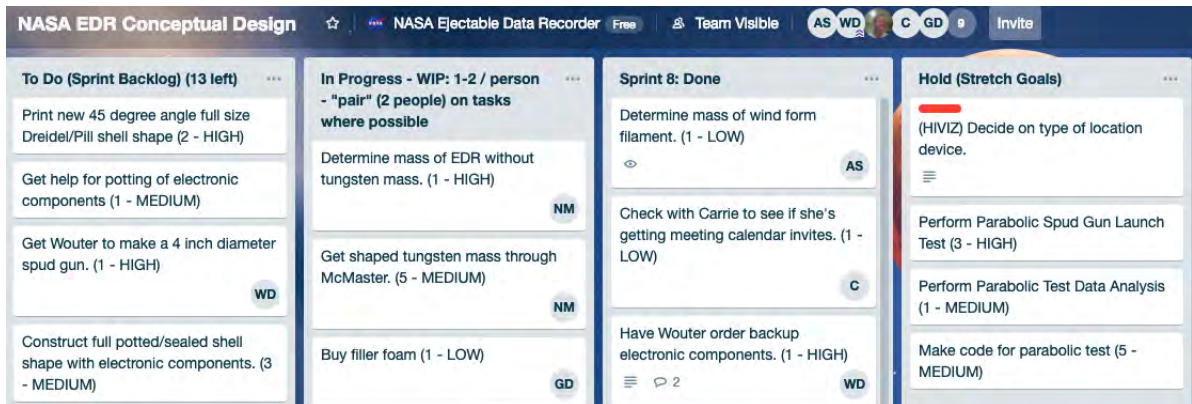 NASA EDR Conceptual Design
NASA Ejectable Data Recorder Free
Team Visible
AS WD C GD 9
Invite
To Do (Sprint Backlog) (13 left)
Print new 45 degree angle full size
Dreidel/Pill shell shape (2 - HIGH)
Get help for potting of electronic
components (1 - MEDIUM)
Get Wouter to make a 4 inch diameter
spud gun. (1 - HIGH)
WD
Construct full potted/sealed shell
shape with electronic components. (3
- MEDIUM)
In Progress - WIP: 1-2 / person
- "pair" (2 people) on tasks
where possible
Determine mass of EDR without
tungsten mass. (1 - HIGH)
NM
Get shaped tungsten mass through
McMaster. (5 - MEDIUM)
NM
Buy filler foam (1 - LOW)
GD
Sprint 8: Done
Determine mass of wind form
filament. (1 - LOW)
AS
Check with Carrie to see if she's
getting meeting calendar invites. (1 -
LOW)
C
Have Wouter order backup
electronic components. (1 - HIGH)
2
WD
Hold (Stretch Goals)
(HIVIZ) Decide on type of location
device.
Perform Parabolic Spud Gun Launch
Test (3 - HIGH)
Perform Parabolic Test Data Analysis
(1 - MEDIUM)
Make code for parabolic test (5 -
MEDIUM)